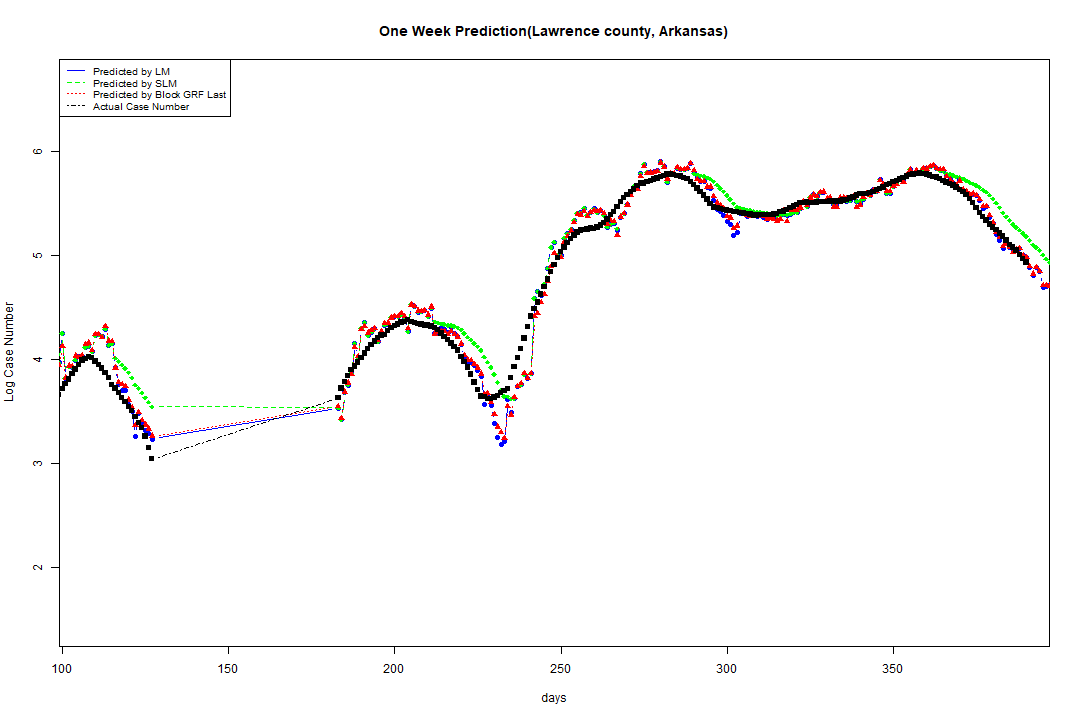 One Week Prediction(Lawrence county, Arkansas)
Predicted by LM
Predicted by SLM
Predicted by Block GRF Last
Actual Case Number
Log Case Number
6
5
4
3
2
100 150 200 250 300 350
days